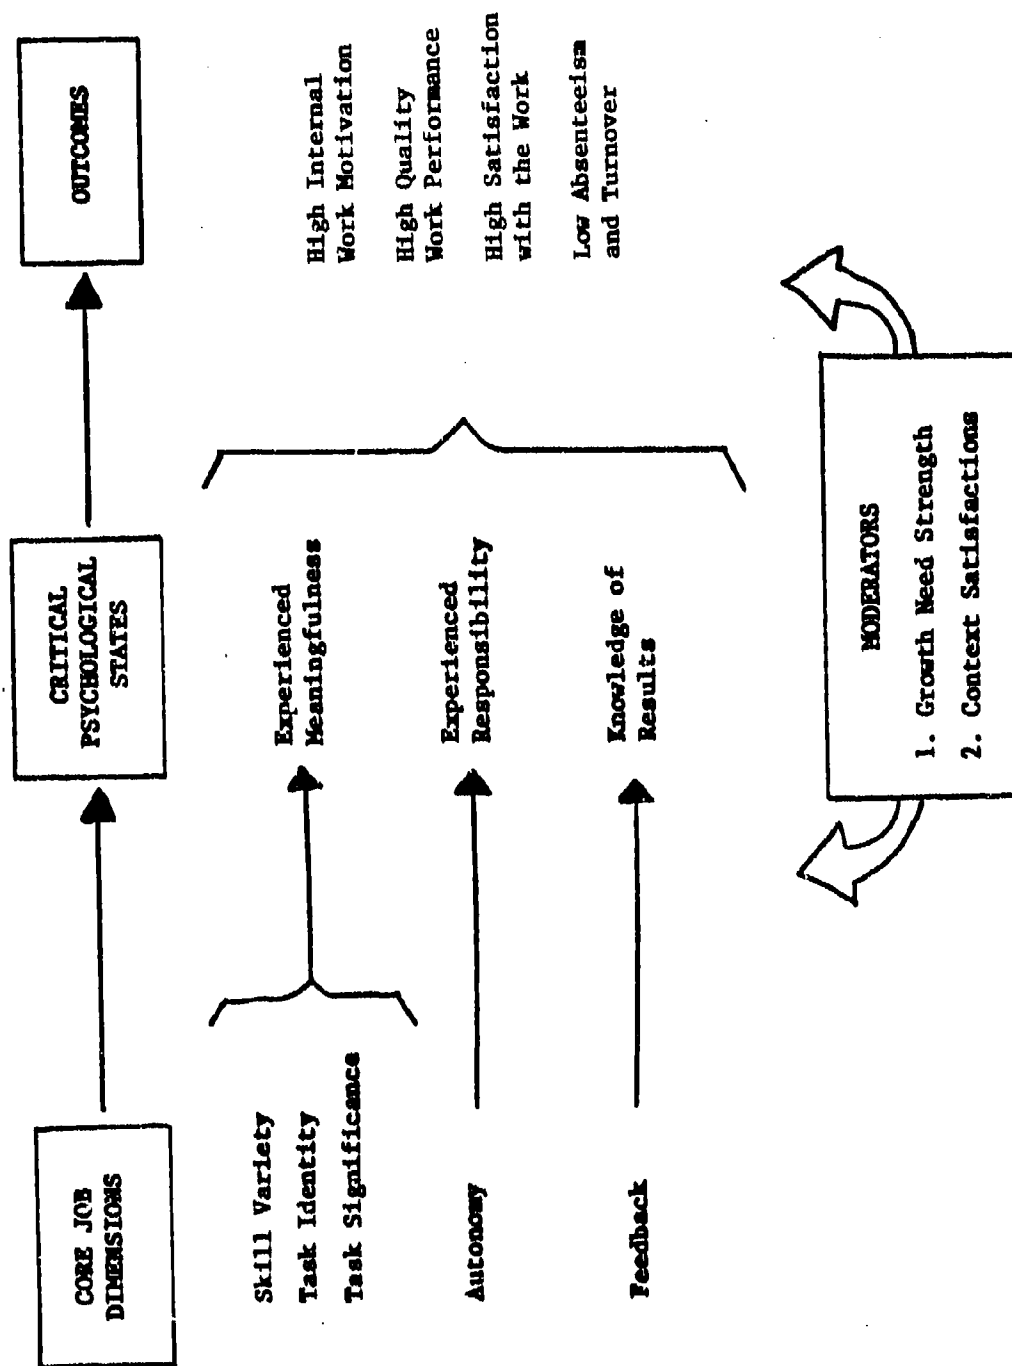 CORE JOB
DIMENSIONS
CRITICAL
PSYCHOLOGICAL
STATES
OUTCOMES
Skill Variety
Task Identity
Task Significance
Experienced
Meaningfulness
Autonomy
Experienced
Responsibility
Feedback
Knowledge of
Results
High Internal
Work Motivation
High Quality
Work Performance
High Satisfaction
with the Work
Low Absenteeism
and Turnover
MODERATORS
1. Growth Need Strength
2. Context Satisfactions